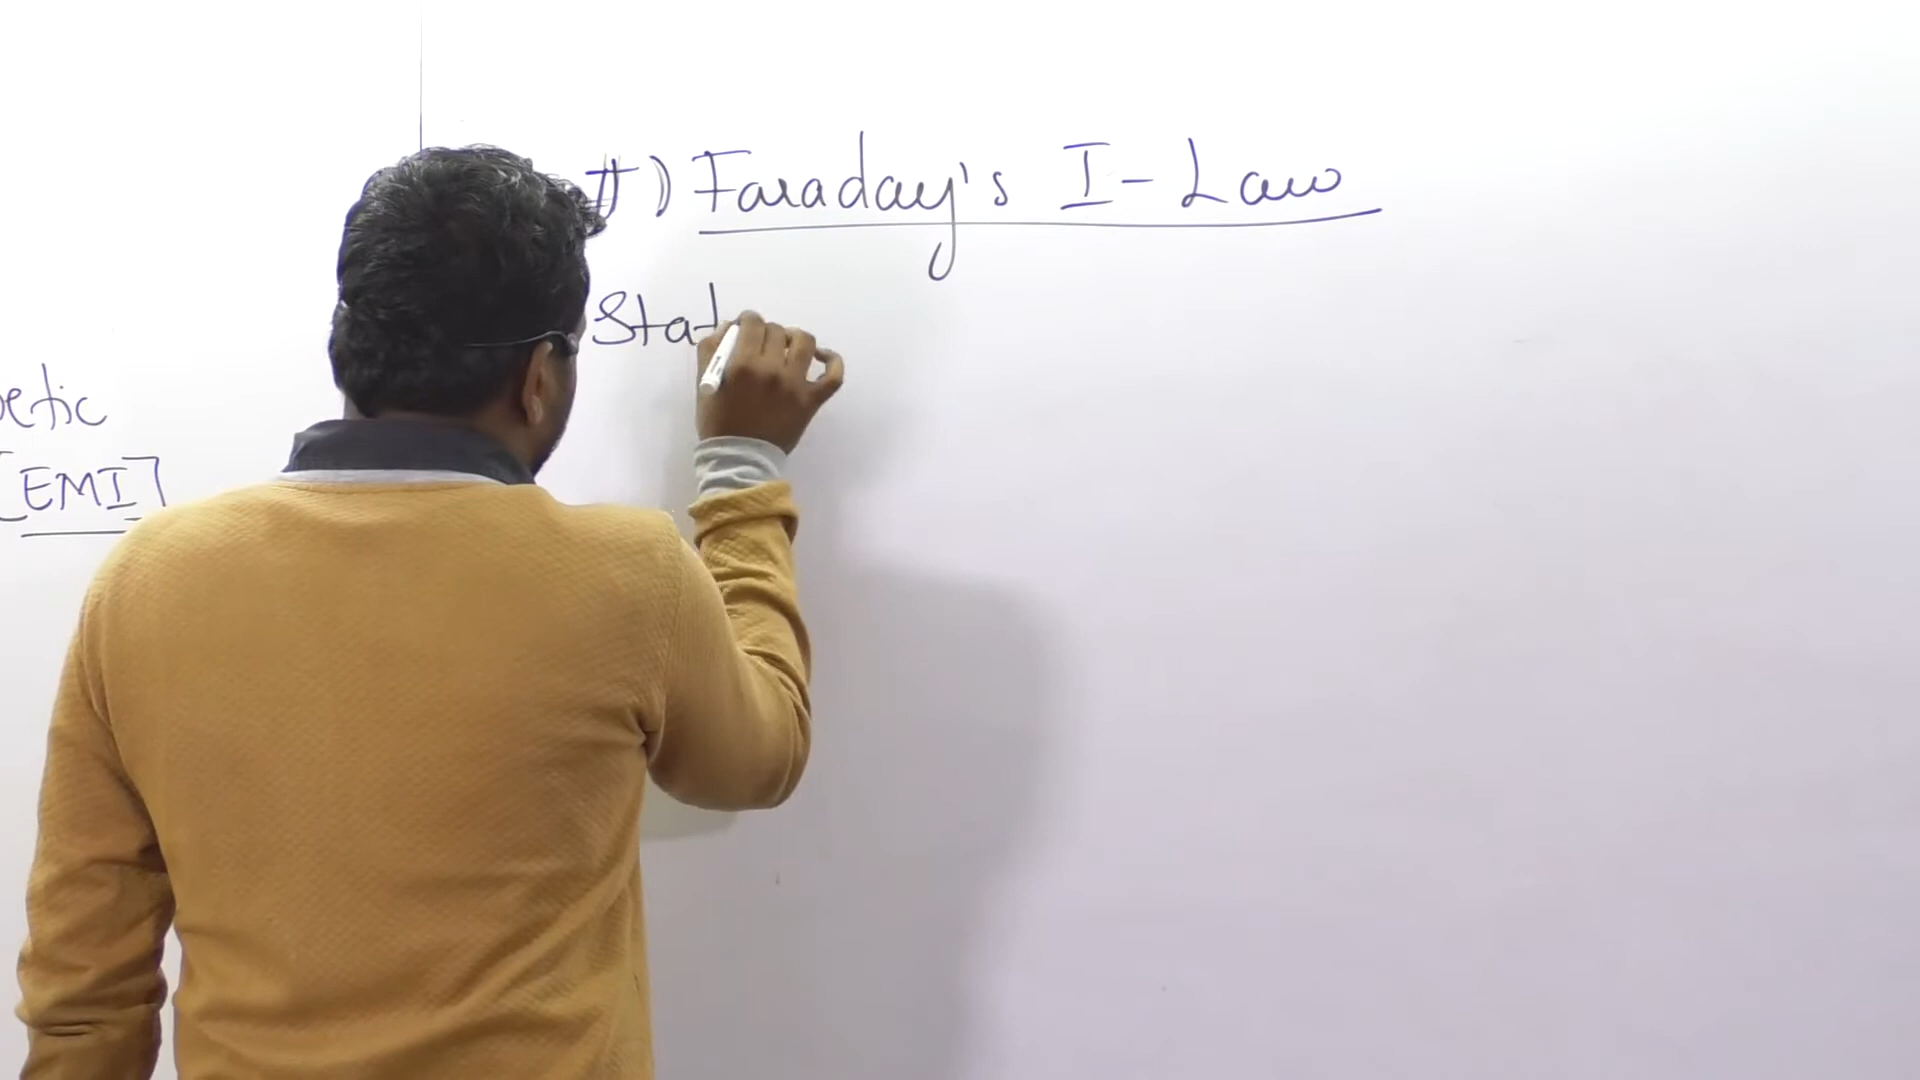 #) Faraday's I - Law
Stat
etic
[EMI]